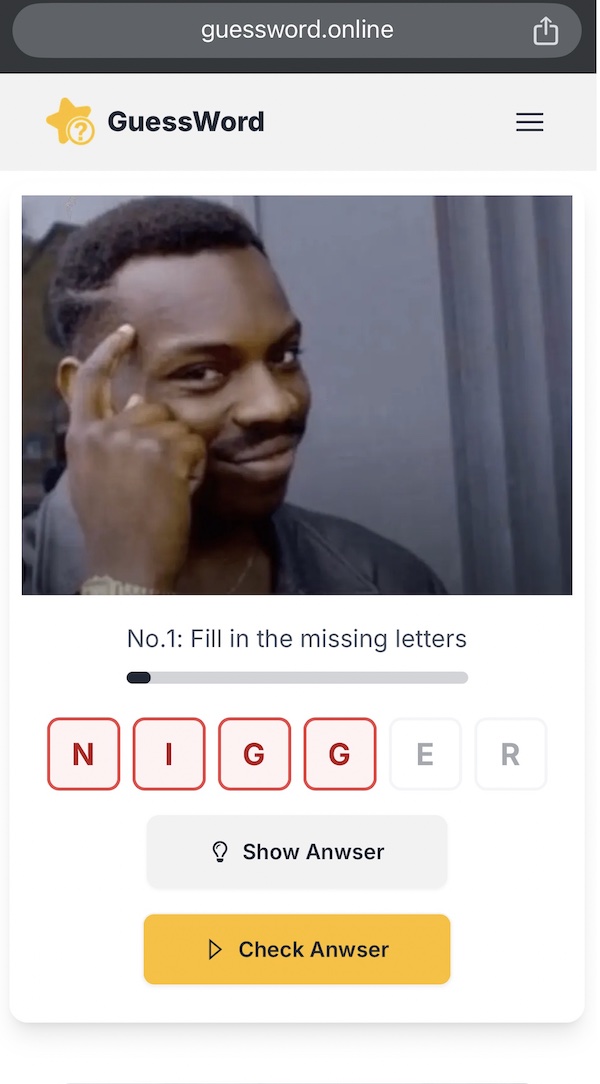 guessword.online
GuessWord
No.1: Fill in the missing letters
N I G G E R
Show Anwser
Check Anwser